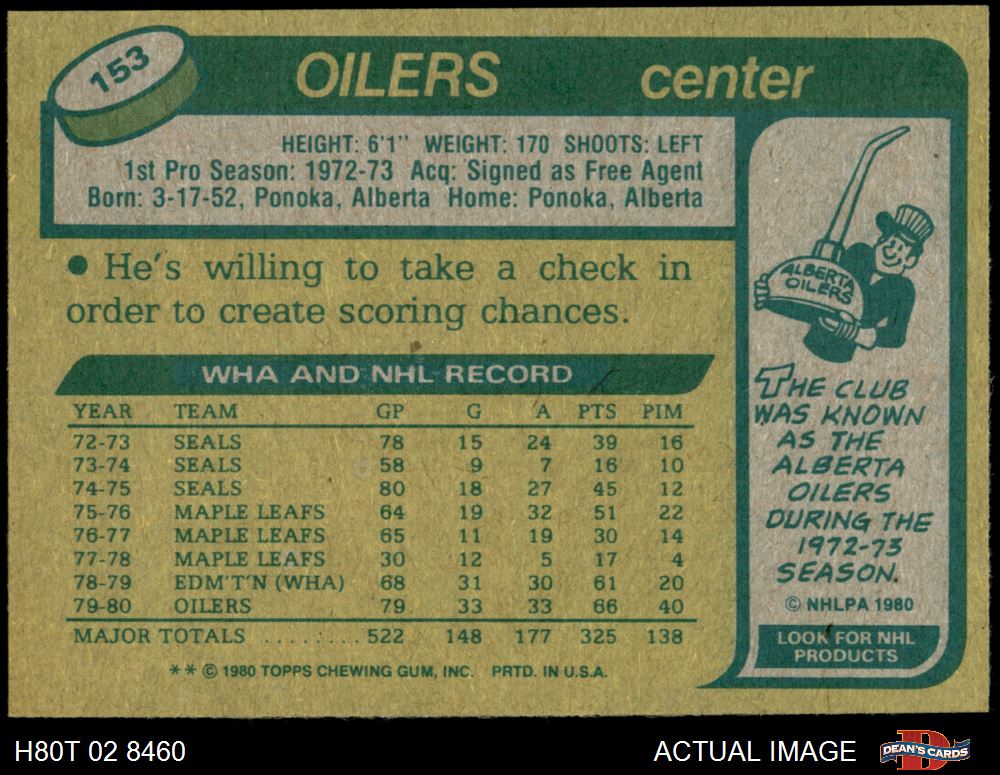 153
OILERS center
HEIGHT: 6'1" WEIGHT: 170 SHOOTS: LEFT
1st Pro Season: 1972-73 Acq: Signed as Free Agent
Born: 3-17-52, Ponoka, Alberta Home: Ponoka, Alberta
• He's willing to take a check in
order to create scoring chances.
WHA AND NHL RECORD
YEAR TEAM GP G A PTS PIM
72-73 SEALS 78 15 24 39 16
73-74 SEALS 58 9 7 16 10
74-75 SEALS 80 18 27 45 12
75-76 MAPLE LEAFS 64 19 32 51 22
76-77 MAPLE LEAFS 65 11 19 30 14
77-78 MAPLE LEAFS 30 12 5 17 4
78-79 EDM'T'N (WHA) 68 31 30 61 20
79-80 OILERS 79 33 33 66 40
MAJOR TOTALS ........ 522 148 177 325 138
** © 1980 TOPPS CHEWING GUM, INC. PRTD. IN U.S.A.
ALBERTA
OILERS
THE CLUB
WAS KNOWN
AS THE
ALBERTA
OILERS
DURING THE
1972-73
SEASON.
© NHLPA 1980
LOOK FOR NHL
PRODUCTS
H80T 02 8460
ACTUAL IMAGE
D
DEAN'S CARDS